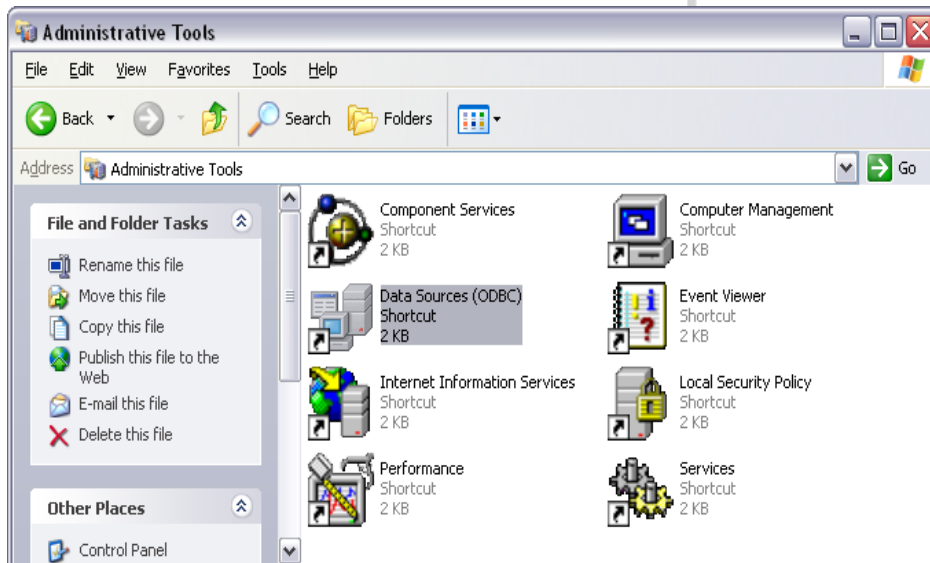 Administrative Tools
File Edit View Favorites Tools Help
Back Search Folders
Address Administrative Tools Go
File and Folder Tasks
Rename this file
Move this file
Copy this file
Publish this file to the
Web
E-mail this file
Delete this file
Other Places
Control Panel
Component Services
Shortcut
2 KB
Computer Management
Shortcut
2 KB
Data Sources (ODBC)
Shortcut
2 KB
Event Viewer
Shortcut
2 KB
Internet Information Services
Shortcut
2 KB
Local Security Policy
Shortcut
2 KB
Performance
Shortcut
2 KB
Services
Shortcut
2 KB